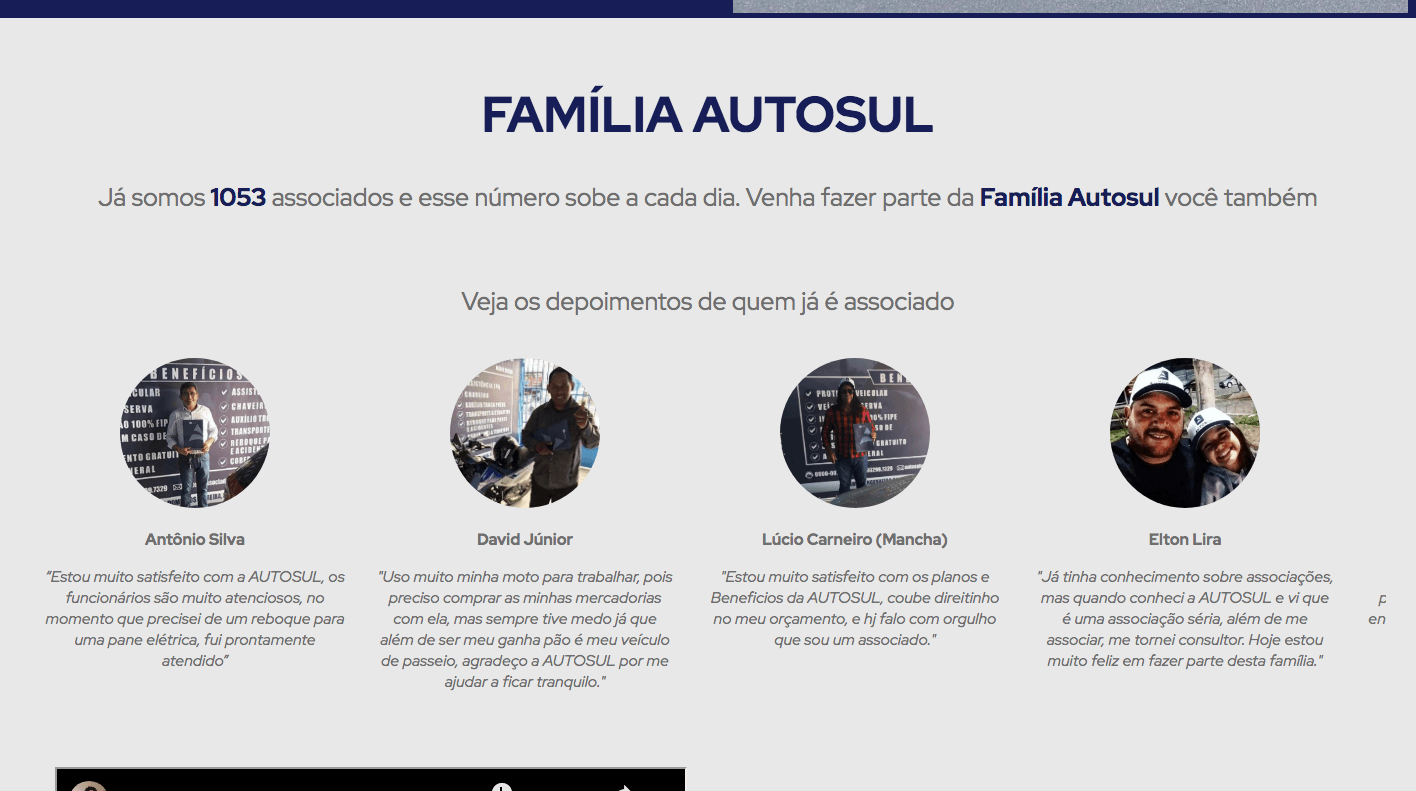 FAMÍLIA AUTOSUL
Já somos 1053 associados e esse número sobe a cada dia. Venha fazer parte da Família Autosul você também
Veja os depoimentos de quem já é associado
BENEFÍCIOS
Antônio Silva
“Estou muito satisfeito com a AUTOSUL, os
funcionários são muito atenciosos, no
momento que precisei de um reboque para
uma pane elétrica, fui prontamente
atendido”
David Júnior
"Uso muito minha moto para trabalhar, pois
preciso comprar as minhas mercadorias
com ela, mas sempre tive medo já que
além de ser meu ganha pão é meu veículo
de passeio, agradeço a AUTOSUL por me
ajudar a ficar tranquilo."
Lúcio Carneiro (Mancha)
"Estou muito satisfeito com os planos e
Beneficios da AUTOSUL, coube direitinho
no meu orçamento, e hj falo com orgulho
que sou um associado."
Elton Lira
"Já tinha conhecimento sobre associações,
mas quando conheci a AUTOSUL e vi que
é uma associação séria, além de me
associar, me tornei consultor. Hoje estou
muito feliz em fazer parte desta família."
p
en